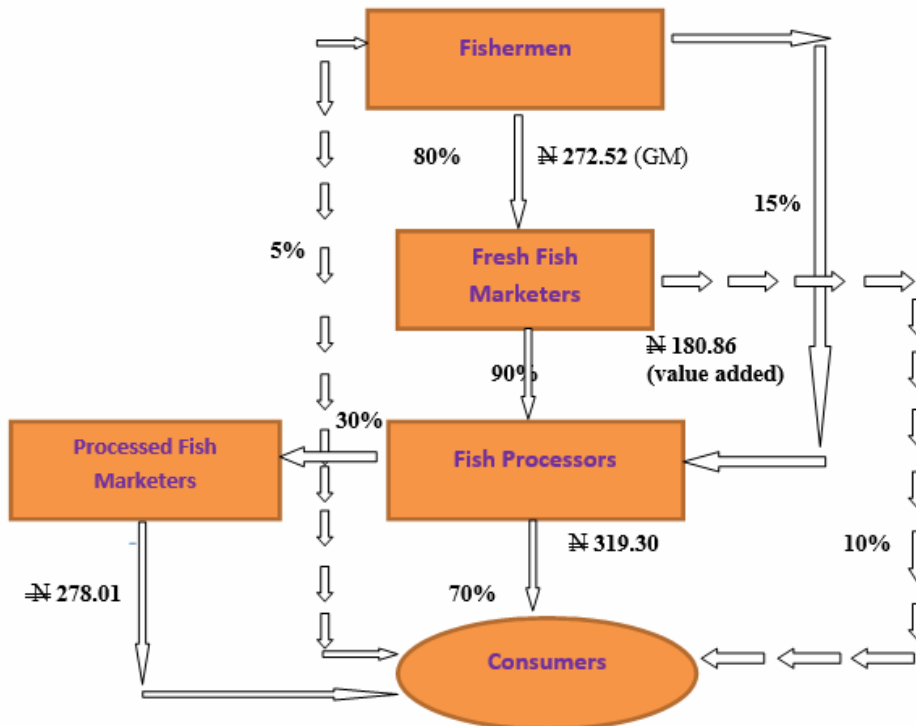 Fishermen
80%
₦ 272.52 (GM)
15%
5%
Fresh Fish
Marketers
₦ 180.86
(value added)
90%
30%
Processed Fish
Marketers
Fish Processors
₦ 319.30
10%
₦ 278.01
70%
Consumers